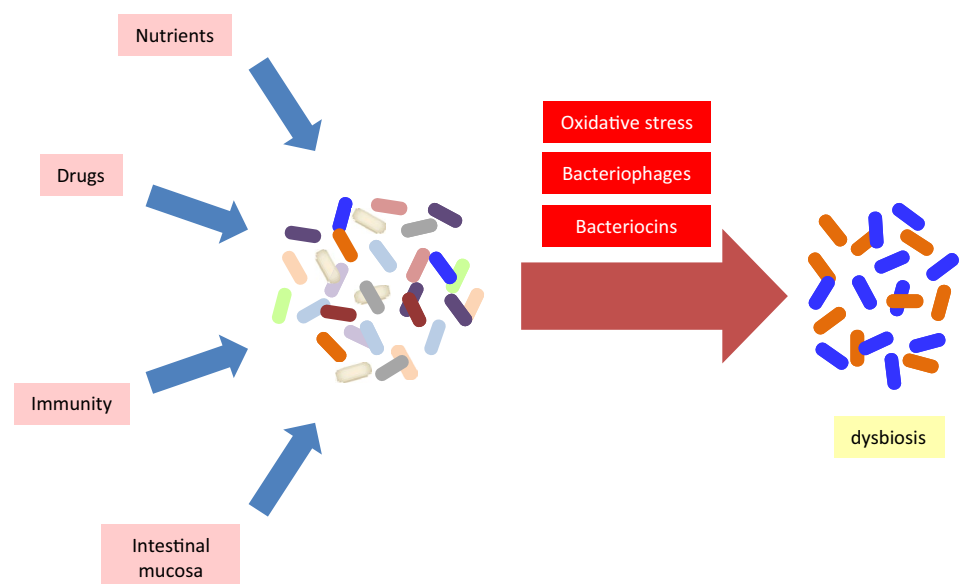 Nutrients
Drugs
Immunity
Intestinal
mucosa
Oxidative stress
Bacteriophages
Bacteriocins
dysbiosis